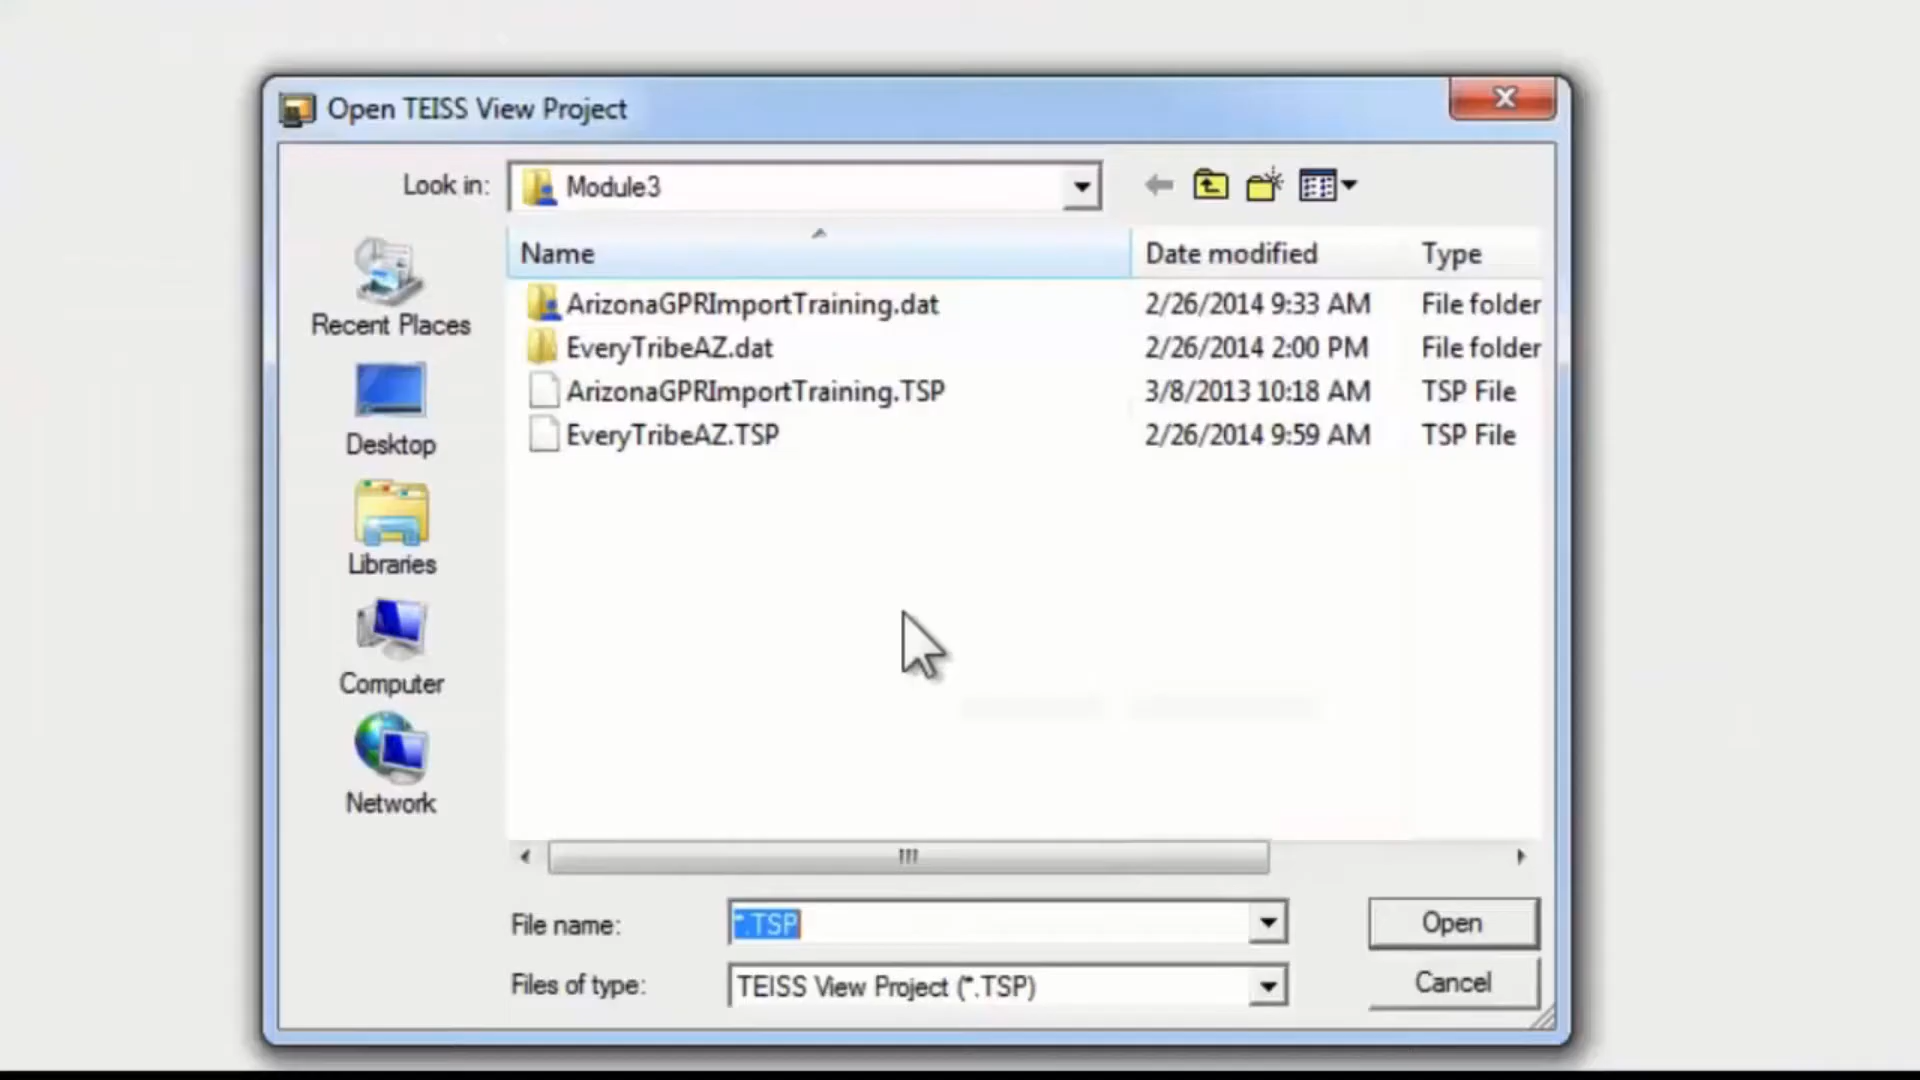 Open TEISS View Project
Look in: Module3
Name Date modified Type
ArizonaGPRImportTraining.dat 2/26/2014 9:33 AM File folder
EveryTribeAZ.dat 2/26/2014 2:00 PM File folder
ArizonaGPRImportTraining.TSP 3/8/2013 10:18 AM TSP File
EveryTribeAZ.TSP 2/26/2014 9:59 AM TSP File
Recent Places
Desktop
Libraries
Computer
Network
File name: *.TSP Open
Files of type: TEISS View Project (*.TSP) Cancel